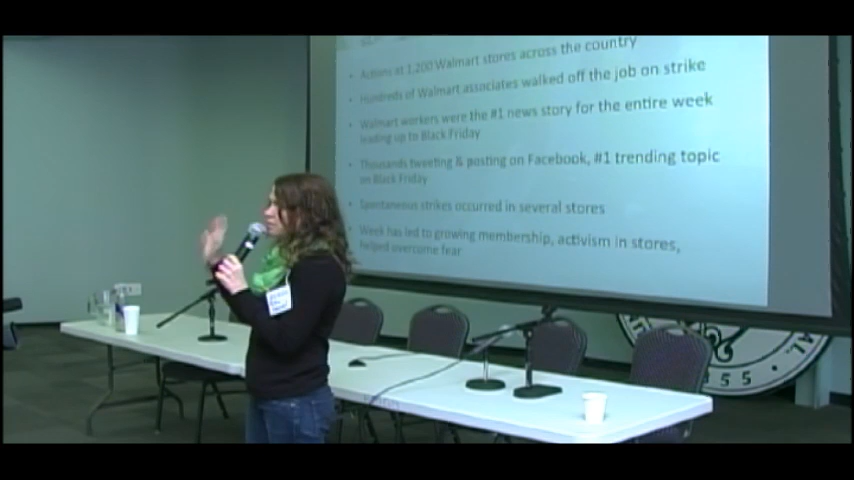 • Actions at 1,200 Walmart stores across the country
• Hundreds of Walmart associates walked off the job on strike
• Walmart workers were the #1 news story for the entire week
leading up to Black Friday
• Thousands tweeting & posting on Facebook, #1 trending topic
on Black Friday
• Spontaneous strikes occurred in several stores
• Week has led to growing membership, activism in stores,
helped overcome fear
855